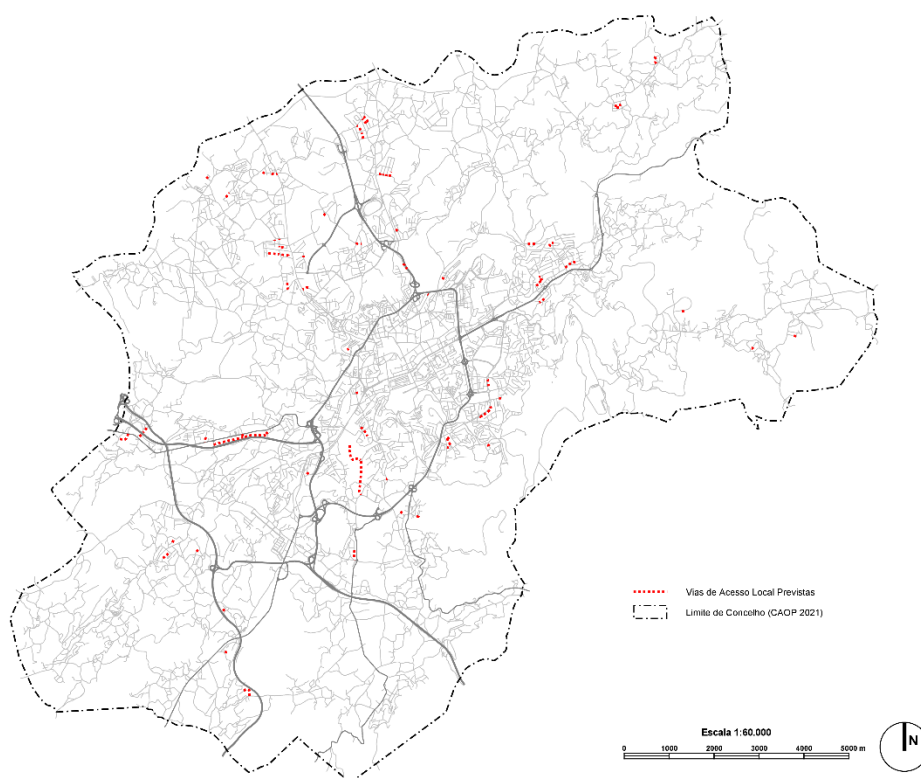 Vias de Acesso Local Previstas
Limite de Concelho (CAOP 2021)
Escala 1:60.000
0 1000 2000 3000 4000 5000 m
N